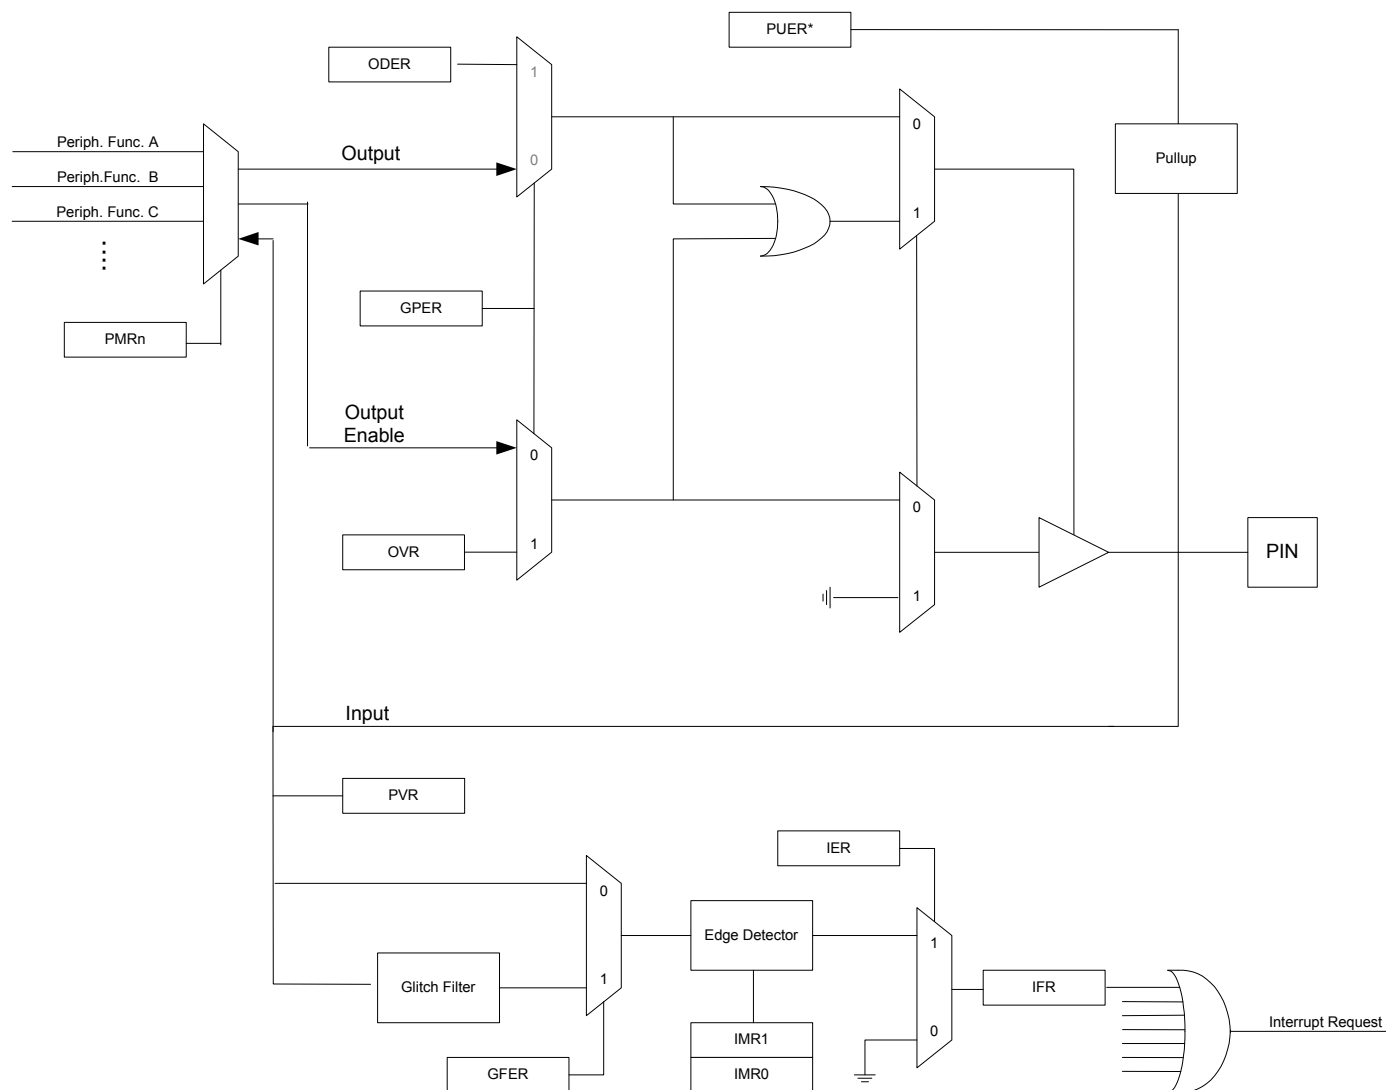 PUER*
ODER
1
0
Periph. Func. A
Output
0
Pullup
Periph.Func. B
Periph. Func. C
1
GPER
PMRn
Output
Enable
0
0
OVR
1
PIN
1
Input
PVR
IER
0
Edge Detector
1
Glitch Filter
1
IFR
Interrupt Request
IMR1
0
GFER
IMR0